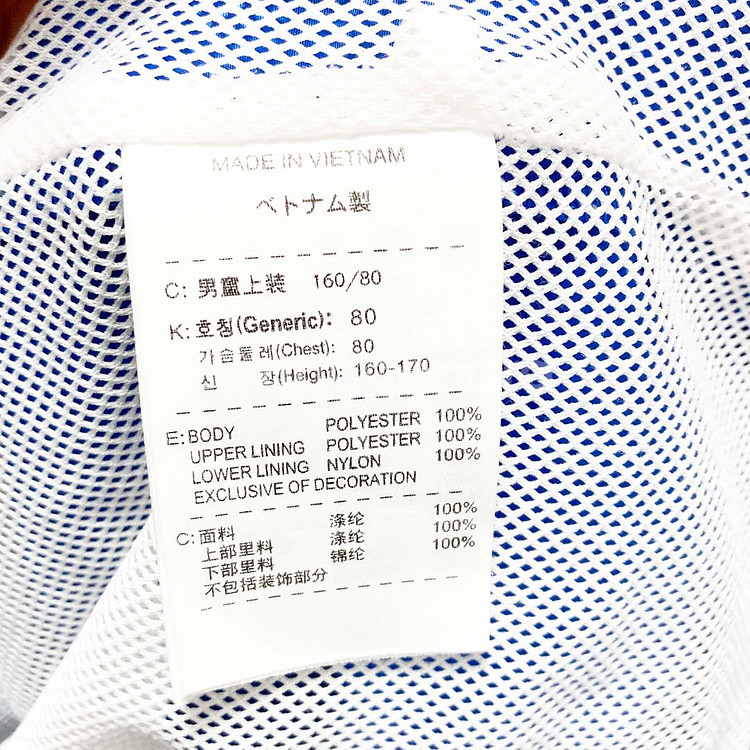 MADE IN VIETNAM
ベトナム製
C: 男童上装 160/80
K: 호칭(Generic): 80
가슴둘레(Chest): 80
신 장(Height): 160-170
E: BODY POLYESTER 100%
UPPER LINING POLYESTER 100%
LOWER LINING NYLON 100%
EXCLUSIVE OF DECORATION
C: 面料 涤纶 100%
上部里料 涤纶 100%
下部里料 锦纶 100%
不包括装饰部分